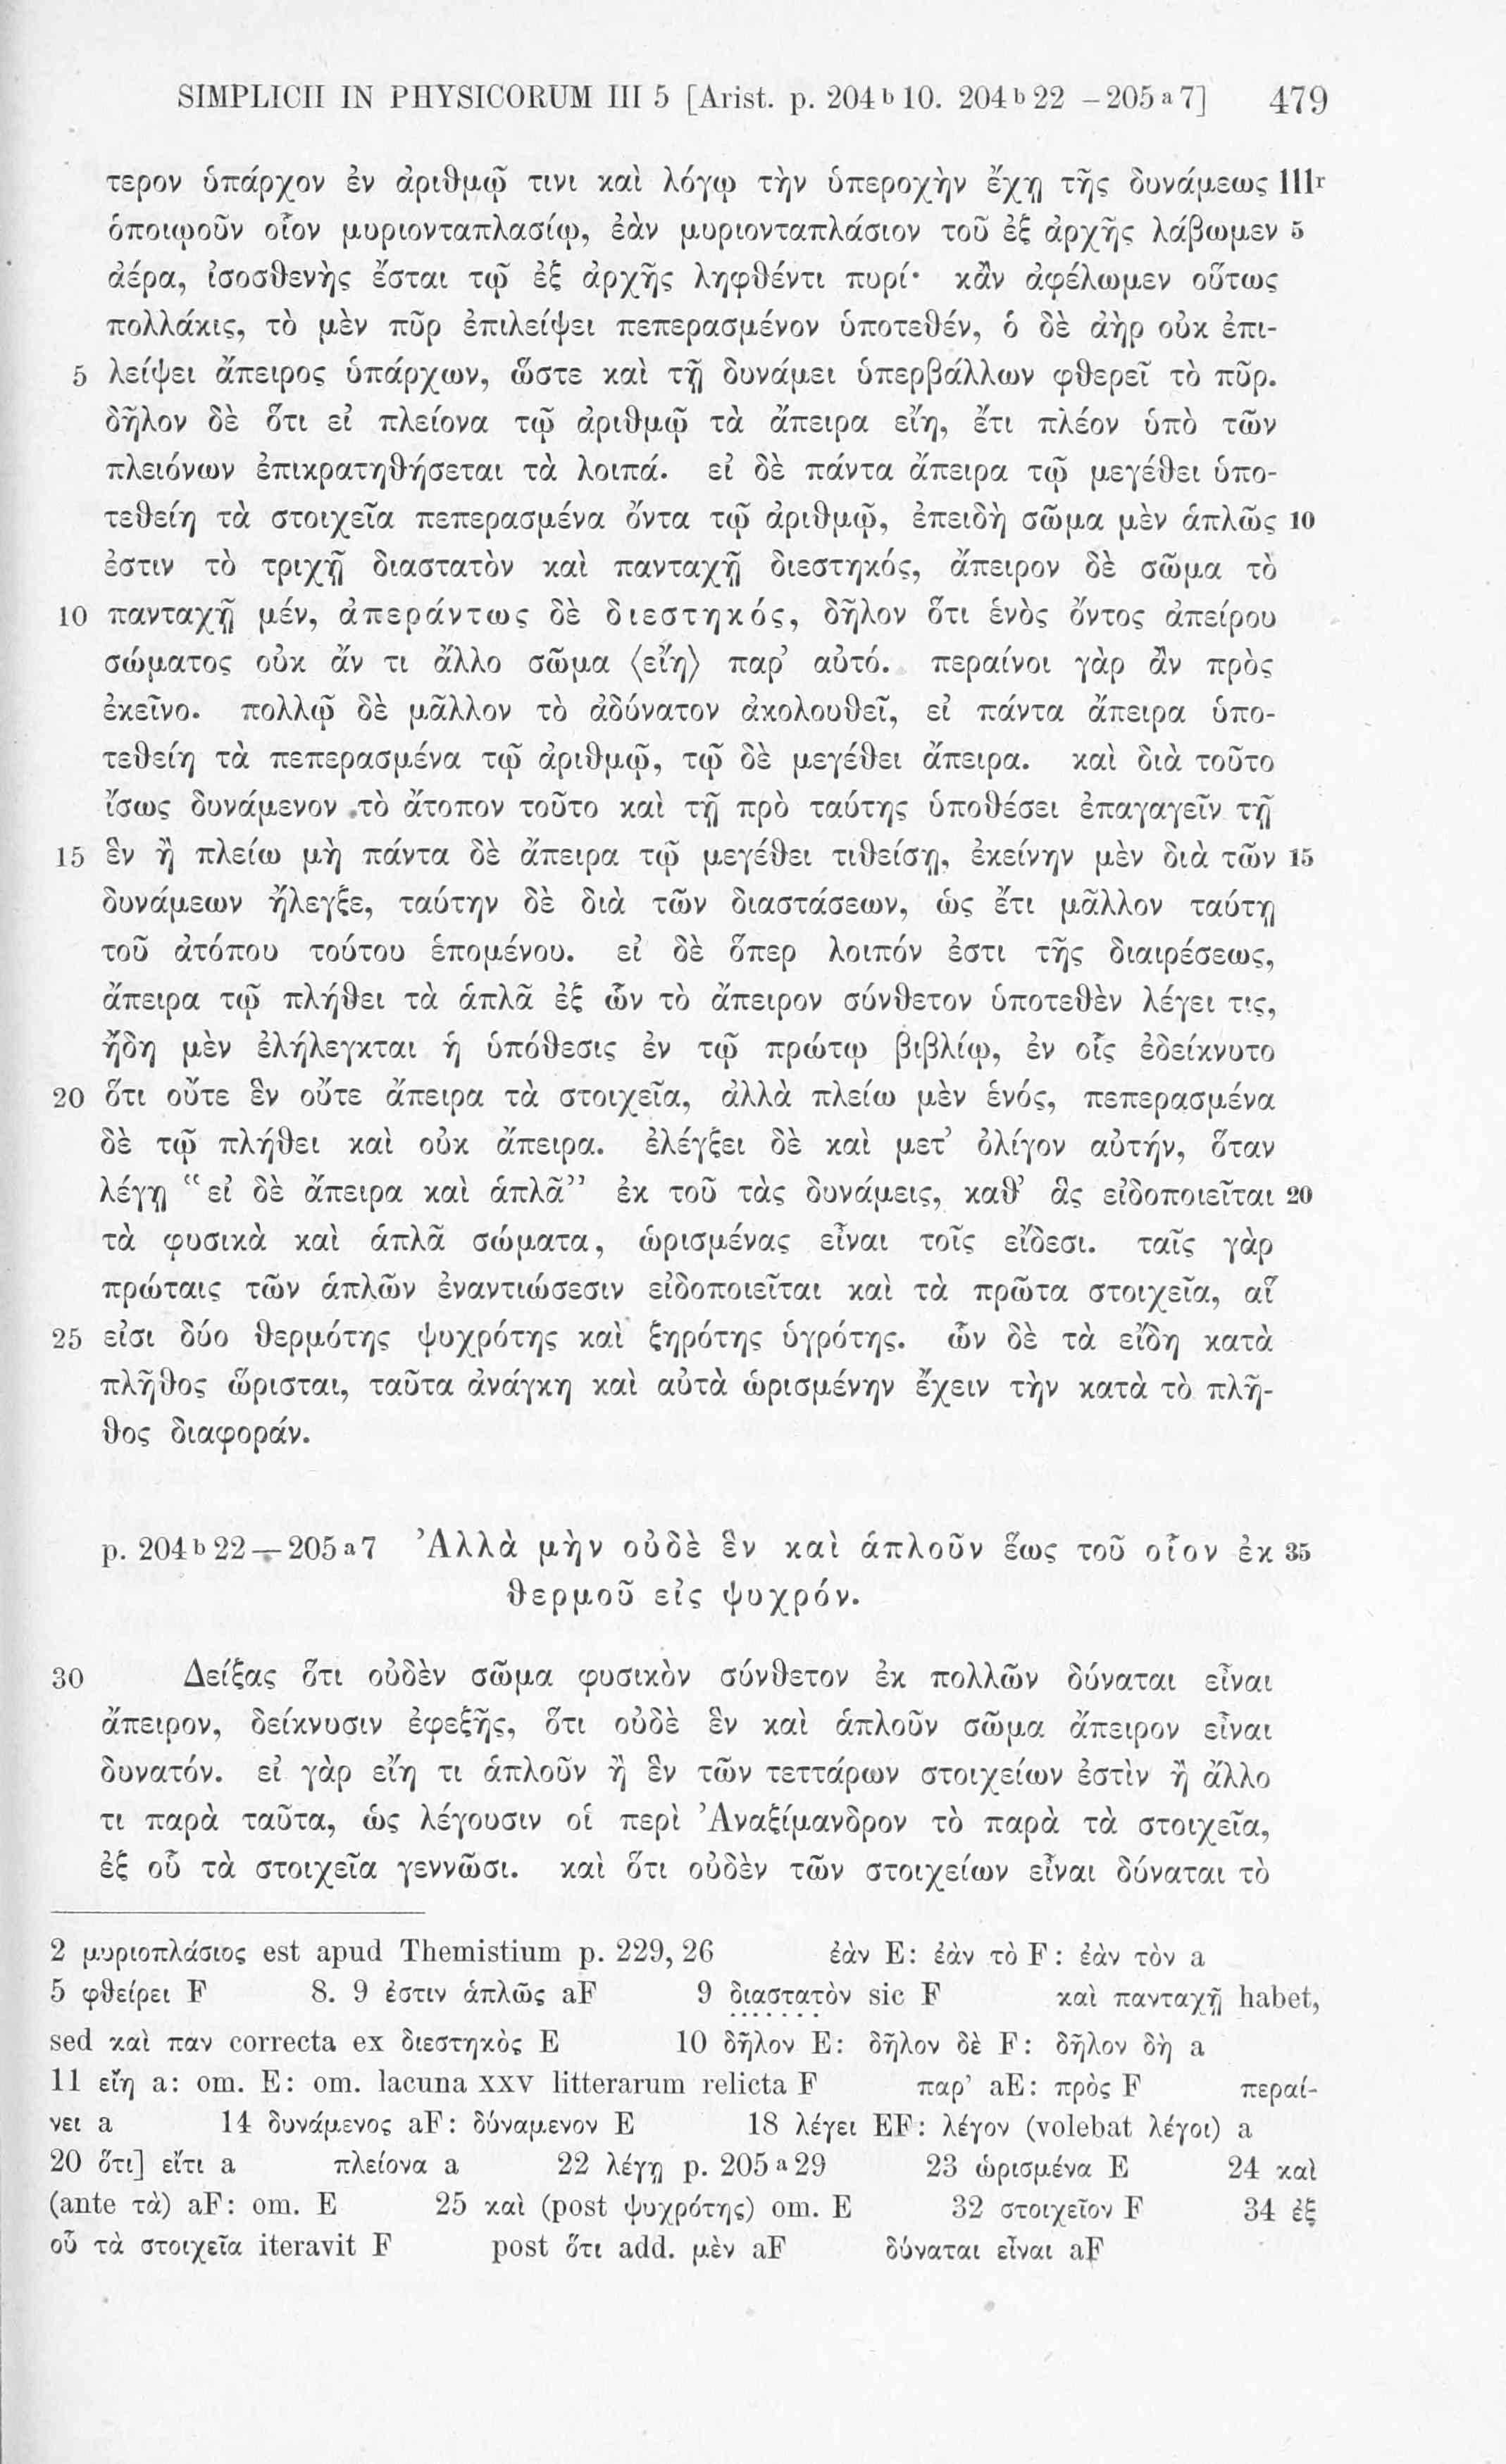 SIMPLICII IN PHYSICORUM III 5 [Arist. p. 204 b 10. 204 b 22 – 205 a 7] 479
τερον ὑπάρχον ἐν ἀριθμῷ τινι καὶ λόγῳ τὴν ὑπεροχὴν ἔχῃ τῆς δυνάμεως 111r
ὁποιῳοῦν οἷον μυριονταπλασίῳ, ἐὰν μυριονταπλάσιον τοῦ ἐξ ἀρχῆς λάβωμεν 5
ἀέρα, ἰσοσθενὴς ἔσται τῷ ἐξ ἀρχῆς ληφθέντι πυρί· κἂν ἀφέλωμεν οὕτως
πολλάκις, τὸ μὲν πῦρ ἐπιλείψει πεπερασμένον ὑποτεθέν, ὁ δὲ ἀὴρ οὐκ ἐπι-
5 λείψει ἄπειρος ὑπάρχων, ὥστε καὶ τῇ δυνάμει ὑπερβάλλων φθερεῖ τὸ πῦρ.
δῆλον δὲ ὅτι εἰ πλείονα τῷ ἀριθμῷ τὰ ἄπειρα εἴη, ἔτι πλέον ὑπὸ τῶν
πλειόνων ἐπικρατηθήσεται τὰ λοιπά. εἰ δὲ πάντα ἄπειρα τῷ μεγέθει ὑπο-
τεθείη τὰ στοιχεῖα πεπερασμένα ὄντα τῷ ἀριθμῷ, ἐπειδὴ σῶμα μὲν ἁπλῶς 10
ἐστιν τὸ τριχῇ διαστατὸν καὶ πανταχῇ διεστηκός, ἄπειρον δὲ σῶμα τὸ
10 πανταχῇ μέν, ἀπεράντως δὲ διεστηκός, δῆλον ὅτι ἑνὸς ὄντος ἀπείρου
σώματος οὐκ ἄν τι ἄλλο σῶμα ⟨εἴη⟩ παρ’ αὐτό. περαίνοι γὰρ ἂν πρὸς
ἐκεῖνο. πολλῷ δὲ μᾶλλον τὸ ἀδύνατον ἀκολουθεῖ, εἰ πάντα ἄπειρα ὑπο-
τεθείη τὰ πεπερασμένα τῷ ἀριθμῷ, τῷ δὲ μεγέθει ἄπειρα. καὶ διὰ τοῦτο
ἴσως δυνάμενον τὸ ἄτοπον τοῦτο καὶ τῇ πρὸ ταύτης ὑποθέσει ἐπαγαγεῖν τῇ
15 ἓν ἢ πλείω μὴ πάντα δὲ ἄπειρα τῷ μεγέθει τιθείσῃ, ἐκείνην μὲν διὰ τῶν 15
δυνάμεων ἤλεγξε, ταύτην δὲ διὰ τῶν διαστάσεων, ὡς ἔτι μᾶλλον ταύτῃ
τοῦ ἀτόπου τούτου ἑπομένου. εἰ δὲ ὅπερ λοιπόν ἐστι τῆς διαιρέσεως,
ἄπειρα τῷ πλήθει τὰ ἁπλᾶ ἐξ ὧν τὸ ἄπειρον σύνθετον ὑποτεθὲν λέγει τις,
ἤδη μὲν ἐλήλεγκται ἡ ὑπόθεσις ἐν τῷ πρώτῳ βιβλίῳ, ἐν οἷς ἐδείκνυτο
20 ὅτι οὔτε ἓν οὔτε ἄπειρα τὰ στοιχεῖα, ἀλλὰ πλείω μὲν ἑνός, πεπερασμένα
δὲ τῷ πλήθει καὶ οὐκ ἄπειρα. ἐλέγξει δὲ καὶ μετ’ ὀλίγον αὐτήν, ὅταν
λέγῃ “εἰ δὲ ἄπειρα καὶ ἁπλᾶ” ἐκ τοῦ τὰς δυνάμεις, καθ’ ἃς εἰδοποιεῖται 20
τὰ φυσικὰ καὶ ἁπλᾶ σώματα, ὡρισμένας εἶναι τοῖς εἴδεσι. ταῖς γὰρ
πρώταις τῶν ἁπλῶν ἐναντιώσεσιν εἰδοποιεῖται καὶ τὰ πρῶτα στοιχεῖα, αἵ
25 εἰσι δύο θερμότης ψυχρότης καὶ ξηρότης ὑγρότης. ὧν δὲ τὰ εἴδη κατὰ
πλῆθος ὥρισται, ταῦτα ἀνάγκη καὶ αὐτὰ ὡρισμένην ἔχειν τὴν κατὰ τὸ πλῆ-
θος διαφοράν.
p. 204 b 22 — 205 a 7 Ἀλλὰ μὴν οὐδὲ ἓν καὶ ἁπλοῦν ἕως τοῦ οἷον ἐκ 35
θερμοῦ εἰς ψυχρόν.
30 Δείξας ὅτι οὐδὲν σῶμα φυσικὸν σύνθετον ἐκ πολλῶν δύναται εἶναι
ἄπειρον, δείκνυσιν ἐφεξῆς, ὅτι οὐδὲ ἓν καὶ ἁπλοῦν σῶμα ἄπειρον εἶναι
δυνατόν. εἰ γὰρ εἴη τι ἁπλοῦν ἢ ἓν τῶν τεττάρων στοιχείων ἐστὶν ἢ ἄλλο
τι παρὰ ταῦτα, ὡς λέγουσιν οἱ περὶ Ἀναξίμανδρον τὸ παρὰ τὰ στοιχεῖα,
ἐξ οὗ τὰ στοιχεῖα γεννῶσι. καὶ ὅτι οὐδὲν τῶν στοιχείων εἶναι δύναται τὸ
2 μυριοπλάσιος est apud Themistium p. 229, 26 ἐὰν E: ἐὰν τὸ F: ἐὰν τὸν a
5 φθείρει F 8. 9 ἐστιν ἁπλῶς aF 9 διαστατὸν sic F καὶ πανταχῇ habet,
sed καὶ παν correcta ex διεστηκὸς E 10 δῆλον E: δῆλον δὲ F: δῆλον δὴ a
11 εἴη a: om. E: om. lacuna XXV litterarum relicta F παρ’ aE: πρὸς F περαί-
νει a 14 δυνάμενος aF: δύναμενον E 18 λέγει EF: λέγον (volebat λέγοι) a
20 ὅτι] εἴτι a πλείονα a 22 λέγῃ p. 205 a 29 23 ὡρισμένα E 24 καὶ
(ante τὰ) aF: om. E 25 καὶ (post ψυχρότης) om. E 32 στοιχεῖον F 34 ἐξ
οὗ τὰ στοιχεῖα iteravit F post ὅτι add. μὲν aF δύναται εἶναι aF